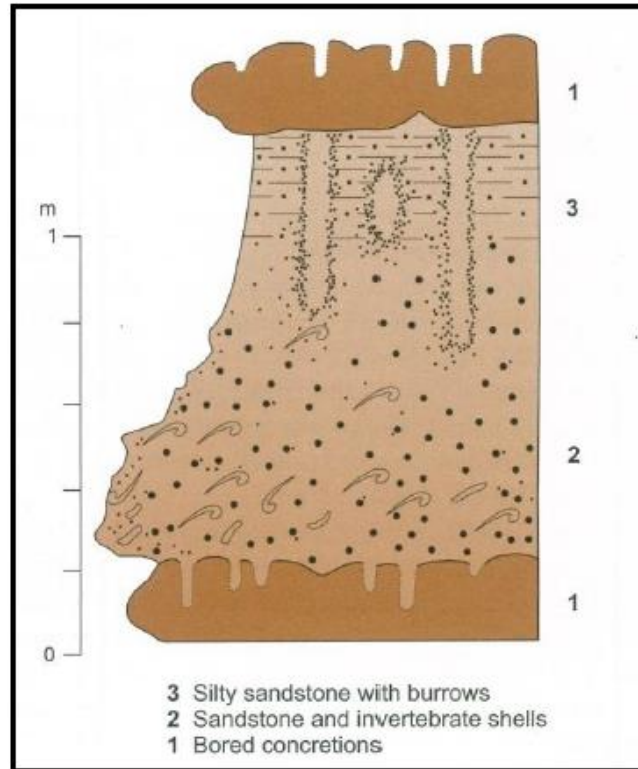 1
m
3
1
2
1
0
3 Silty sandstone with burrows
2 Sandstone and invertebrate shells
1 Bored concretions